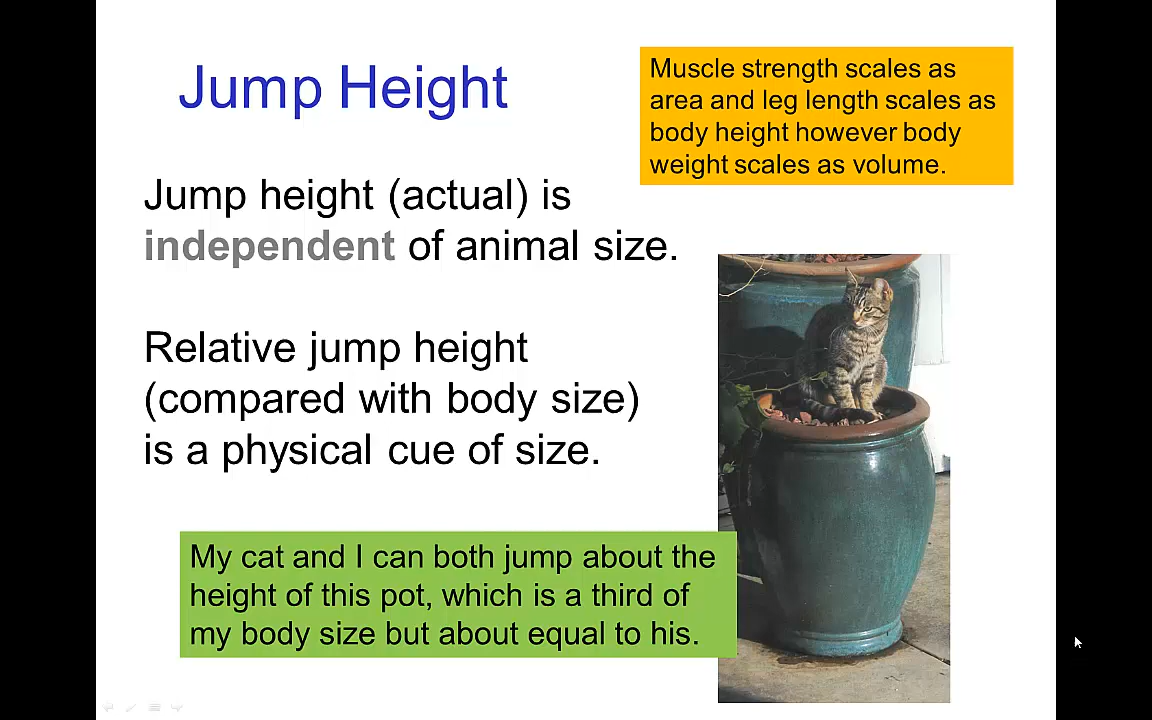 Jump Height
Muscle strength scales as
area and leg length scales as
body height however body
weight scales as volume.
Jump height (actual) is
independent of animal size.
Relative jump height
(compared with body size)
is a physical cue of size.
My cat and I can both jump about the
height of this pot, which is a third of
my body size but about equal to his.